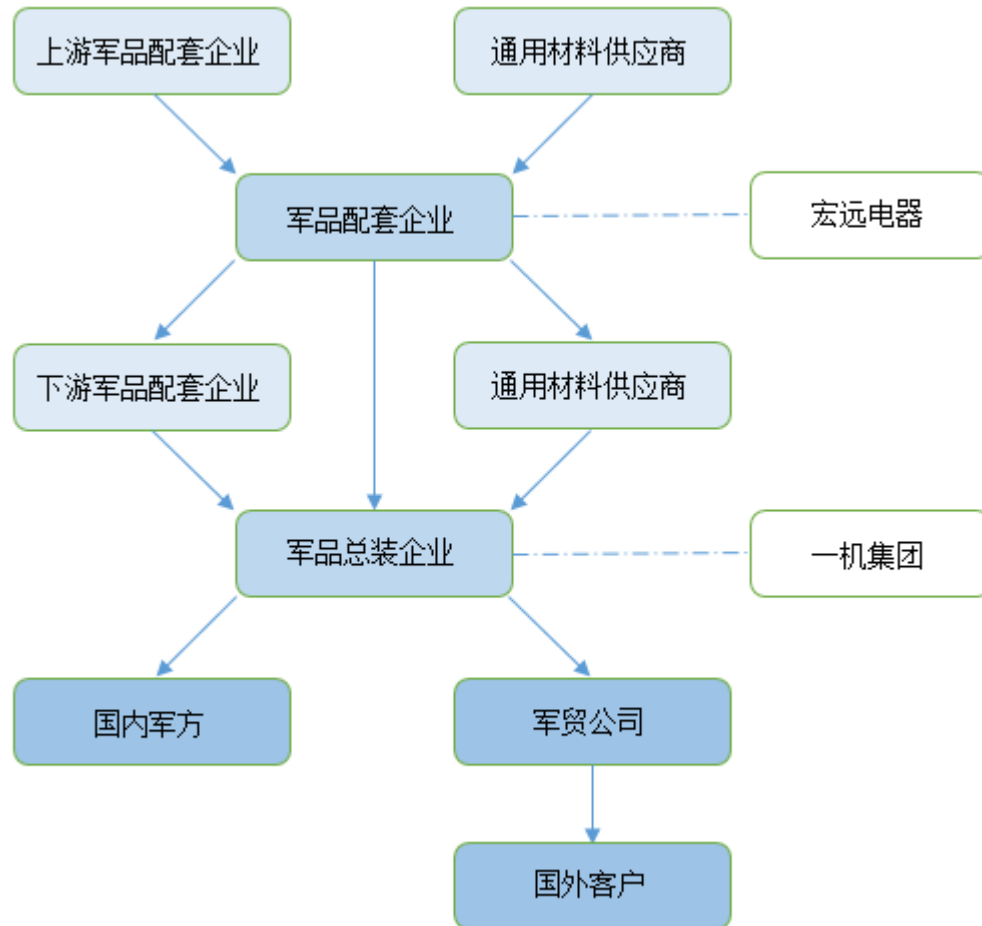 上游军品配套企业
通用材料供应商
军品配套企业
宏远电器
下游军品配套企业
通用材料供应商
军品总装企业
一机集团
国内军方
军贸公司
国外客户